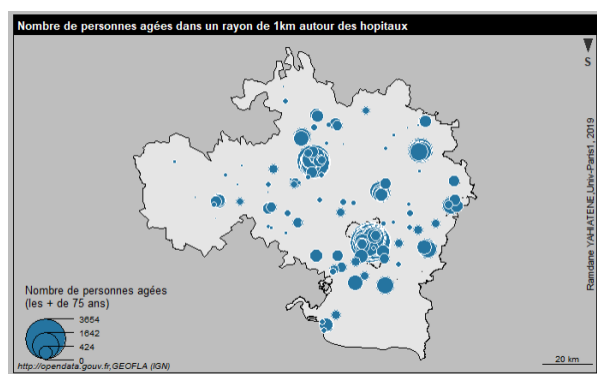 Nombre de personnes agées dans un rayon de 1km autour des hopitaux
S
Ramdane YAHIATENE,Univ-Paris1, 2019
Nombre de personnes agées
(les + de 75 ans)
3654
1642
424
0
http://opendata.gouv.fr,GEOFLA (IGN)
20 km